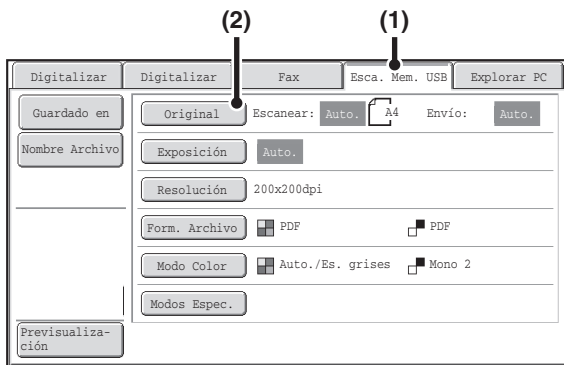 (2) (1)
Digitalizar Digitalizar Fax Esca. Mem. USB Explorar PC
Guardado en
Nombre Archivo
Original Escanear: Auto. A4 Envío: Auto.
Exposición Auto.
Resolución 200x200dpi
Form. Archivo PDF PDF
Modo Color Auto./Es. grises Mono 2
Modos Espec.
Previsualiza-
ción